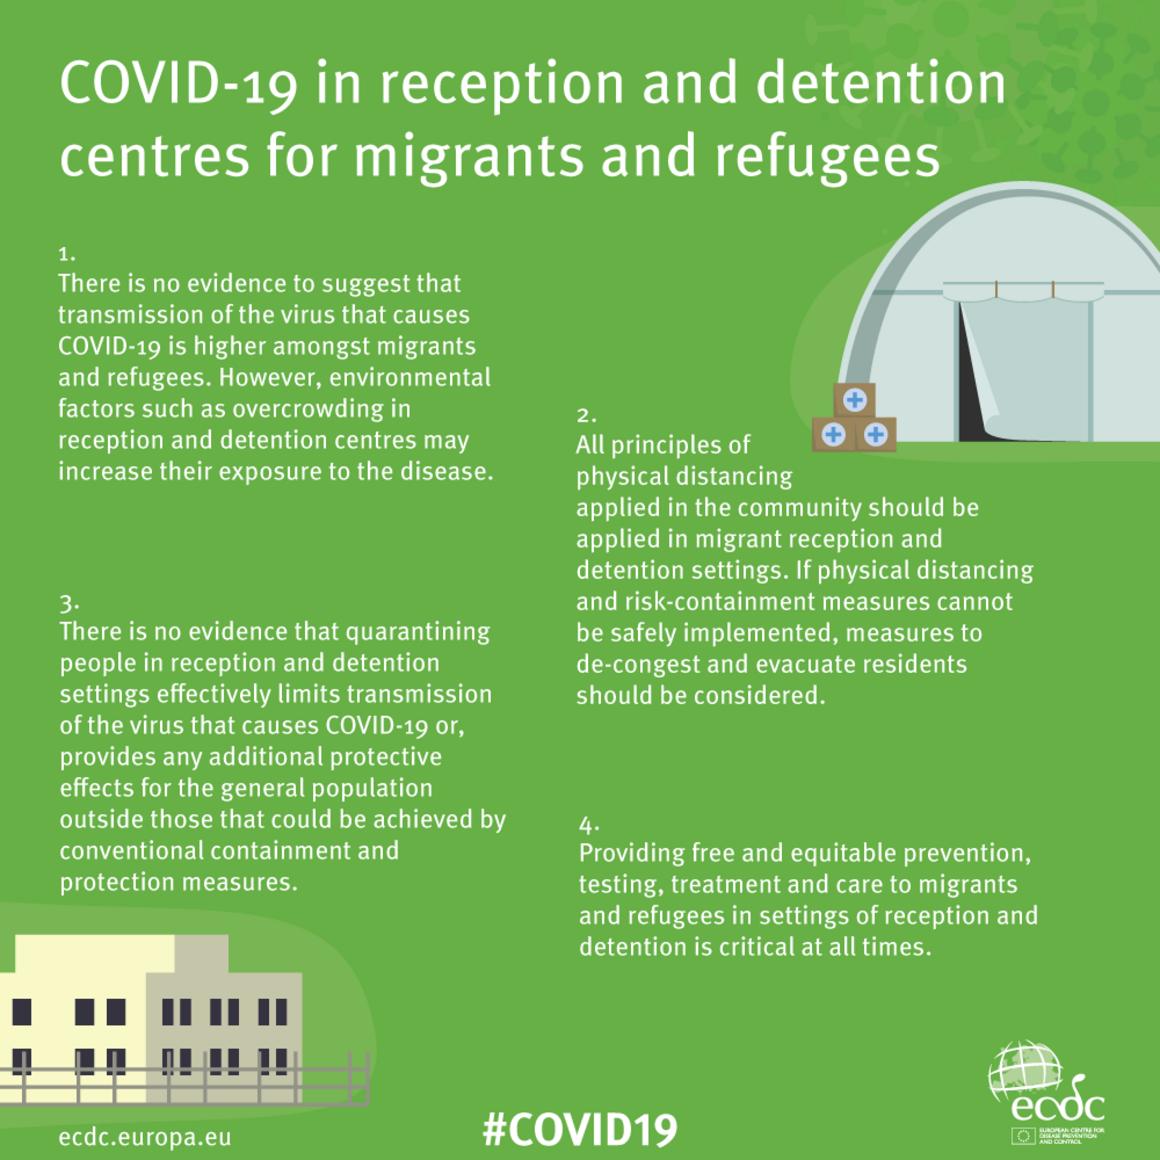 COVID-19 in reception and detention
centres for migrants and refugees
1.
There is no evidence to suggest that
transmission of the virus that causes
COVID-19 is higher amongst migrants
and refugees. However, environmental
factors such as overcrowding in
reception and detention centres may
increase their exposure to the disease.
2.
All principles of
physical distancing
applied in the community should be
applied in migrant reception and
detention settings. If physical distancing
and risk-containment measures cannot
be safely implemented, measures to
de-congest and evacuate residents
should be considered.
3.
There is no evidence that quarantining
people in reception and detention
settings effectively limits transmission
of the virus that causes COVID-19 or,
provides any additional protective
effects for the general population
outside those that could be achieved by
conventional containment and
protection measures.
4.
Providing free and equitable prevention,
testing, treatment and care to migrants
and refugees in settings of reception and
detention is critical at all times.
ecdc.europa.eu
#COVID19
ecdc
EUROPEAN CENTRE FOR
DISEASE PREVENTION
AND CONTROL